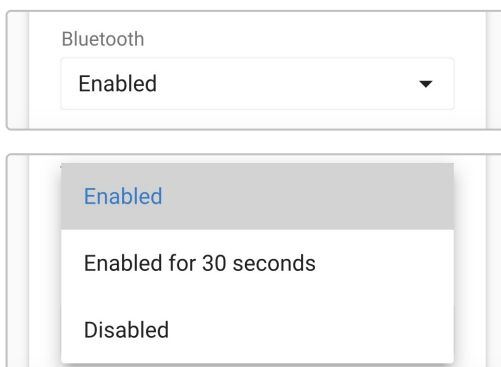 Bluetooth
Enabled
Enabled
Enabled for 30 seconds
Disabled